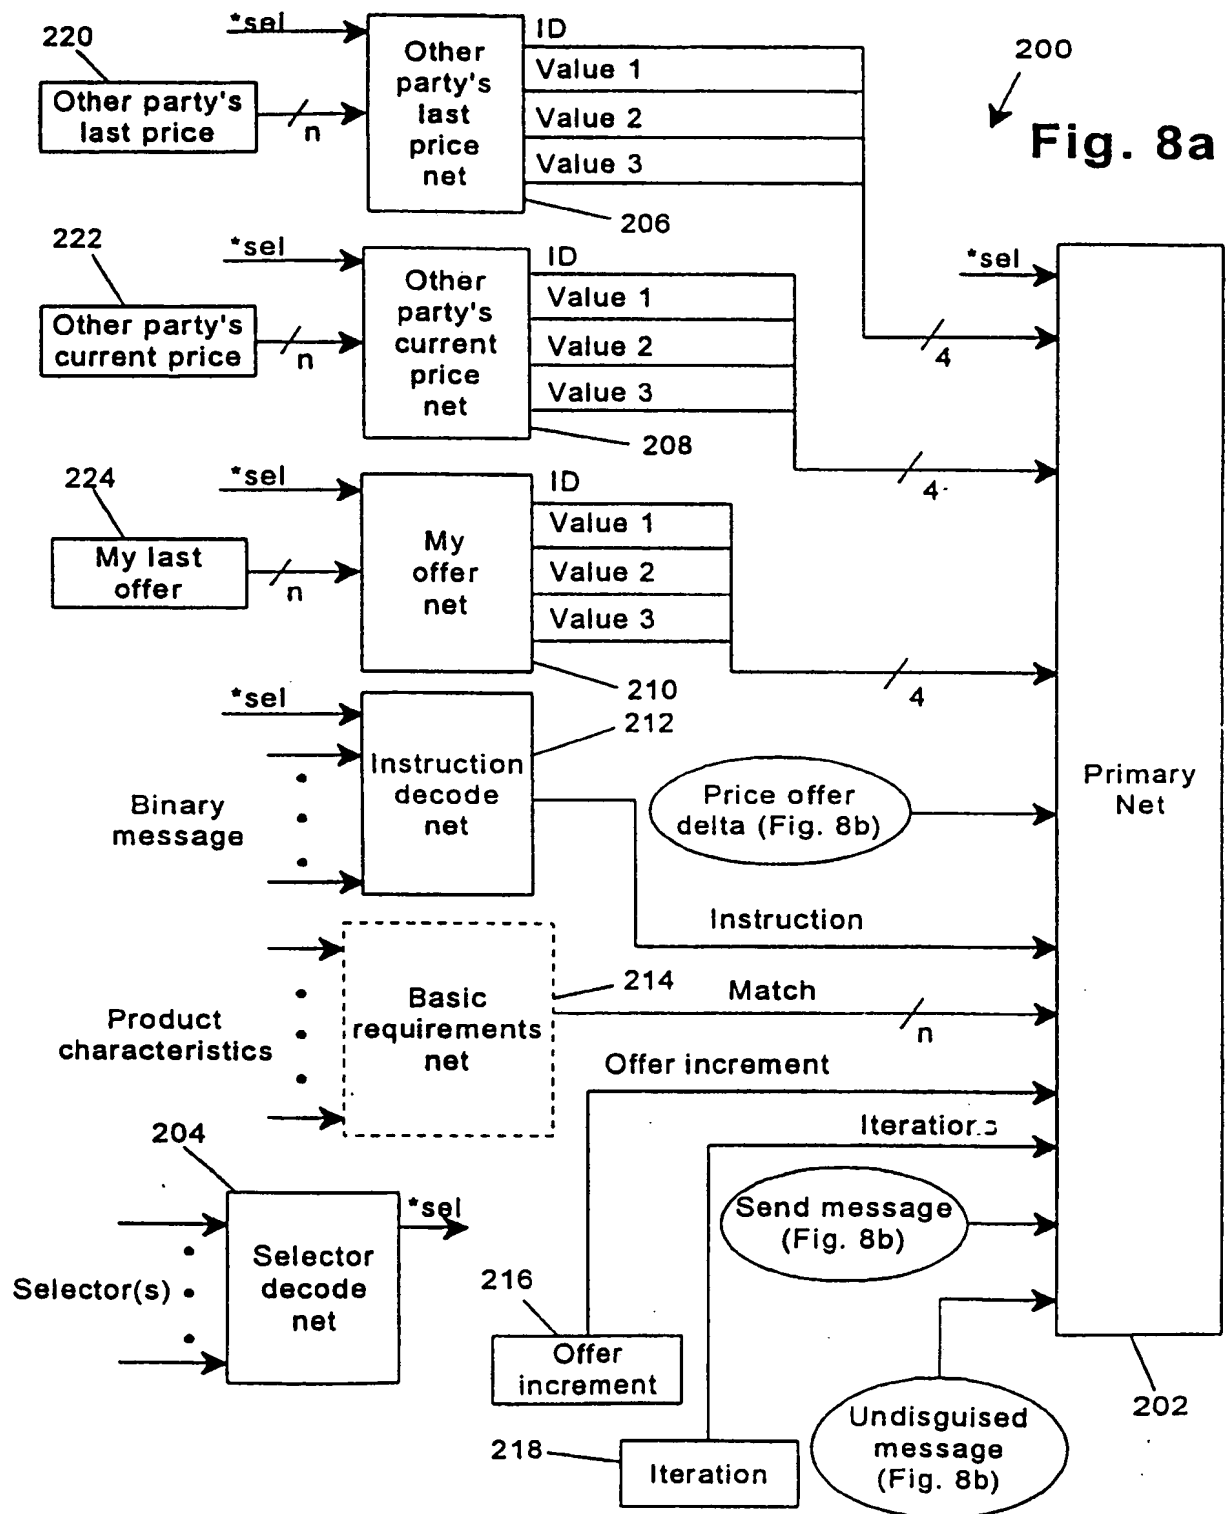 *sel
220
Other party's
last price
n
Other
party's
last
price
net
ID
Value 1
Value 2
Value 3
206
200
Fig. 8a
222
*sel
Other party's
current price
n
Other
party's
current
price
net
ID
Value 1
Value 2
Value 3
208
*sel
4
4
224
*sel
My last
offer
n
My
offer
net
ID
Value 1
Value 2
Value 3
210
4
*sel
212
Binary
message
Instruction
decode
net
Price offer
delta (Fig. 8b)
Primary
Net
Instruction
Product
characteristics
Basic
requirements
net
214
Match
n
Offer increment
Iterations
204
*sel
Selector(s)
Selector
decode
net
Send message
(Fig. 8b)
216
Offer
increment
202
218
Iteration
Undisguised
message
(Fig. 8b)